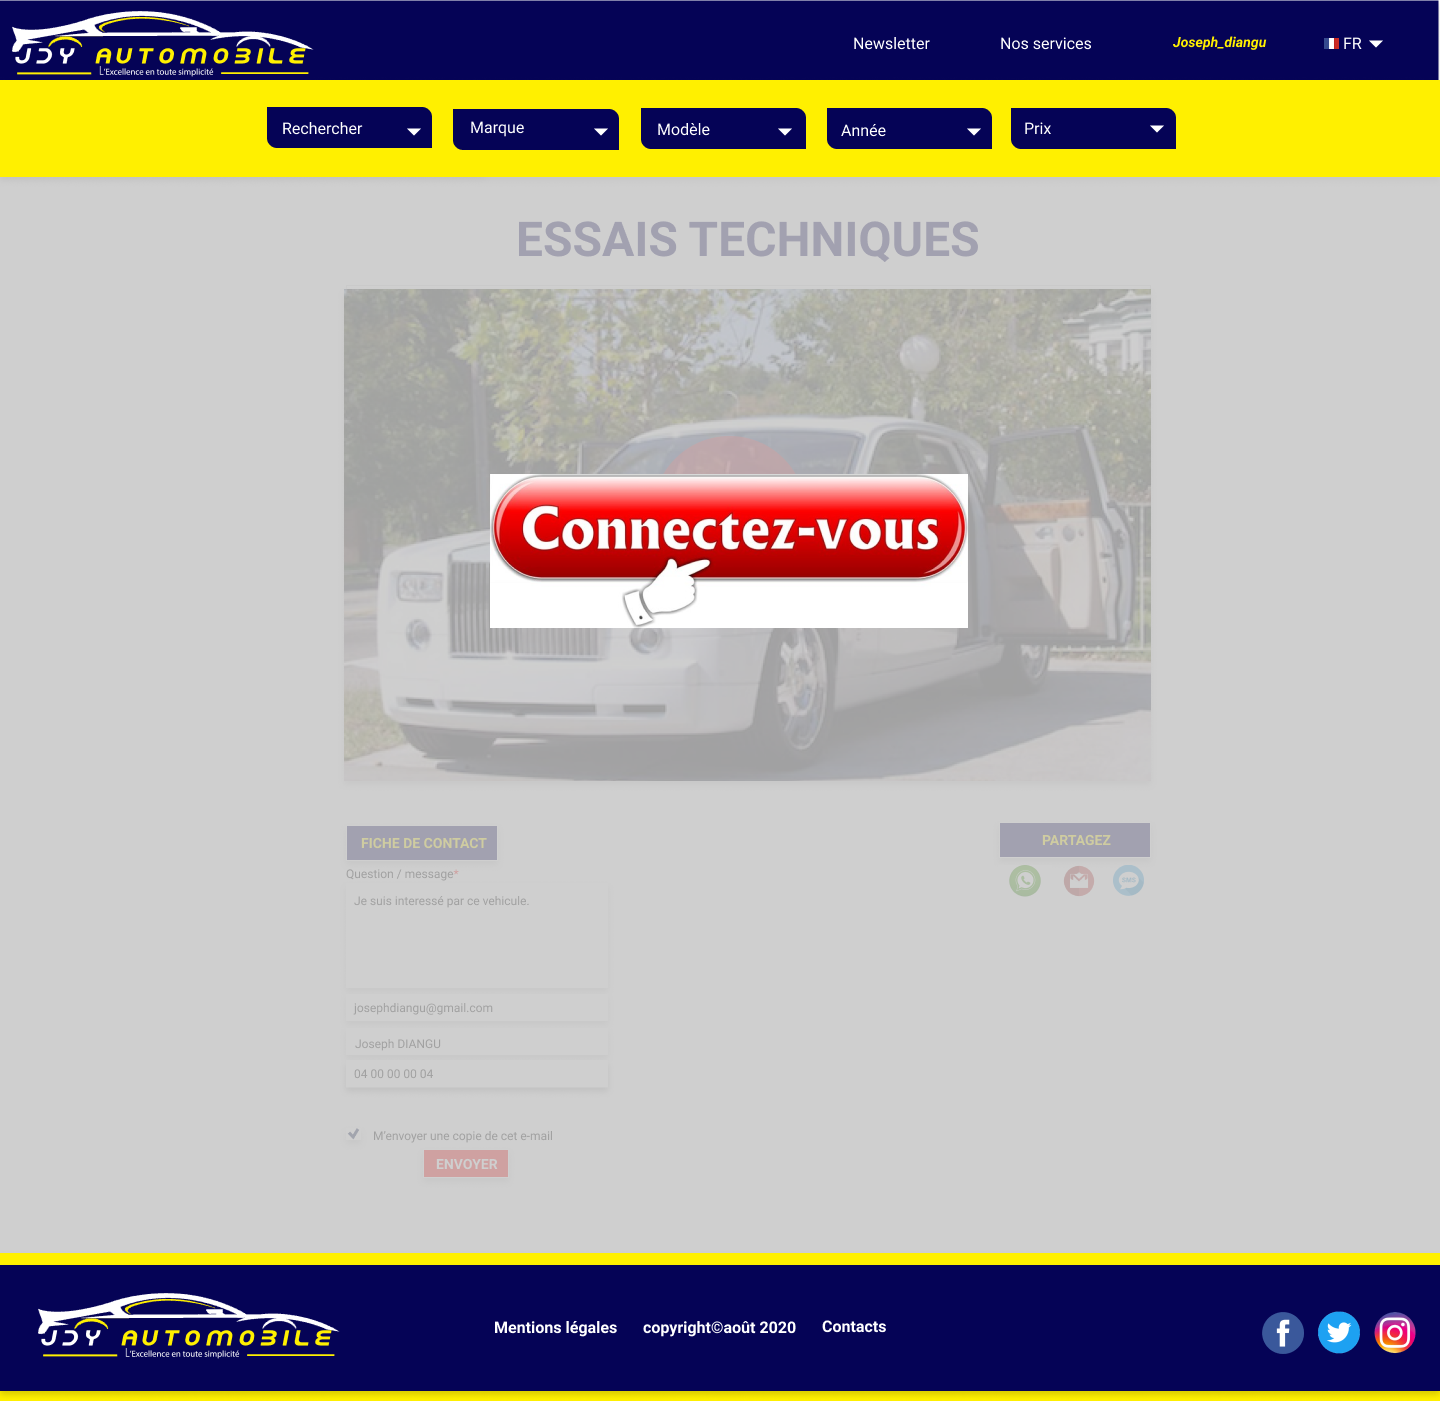 JDY AUTOMOBILE
L'Excellence en toute simplicité
Newsletter
Nos services
Joseph_diangu
FR
Rechercher
Marque
Modèle
Année
Prix
ESSAIS TECHNIQUES
Connectez-vous
FICHE DE CONTACT
PARTAGEZ
Question / message*
SMS
Je suis interessé par ce vehicule.
josephdiangu@gmail.com
Joseph DIANGU
04 00 00 00 04
M'envoyer une copie de cet e-mail
ENVOYER
JDY AUTOMOBILE
L'Excellence en toute simplicité
Mentions légales
copyright©août 2020
Contacts